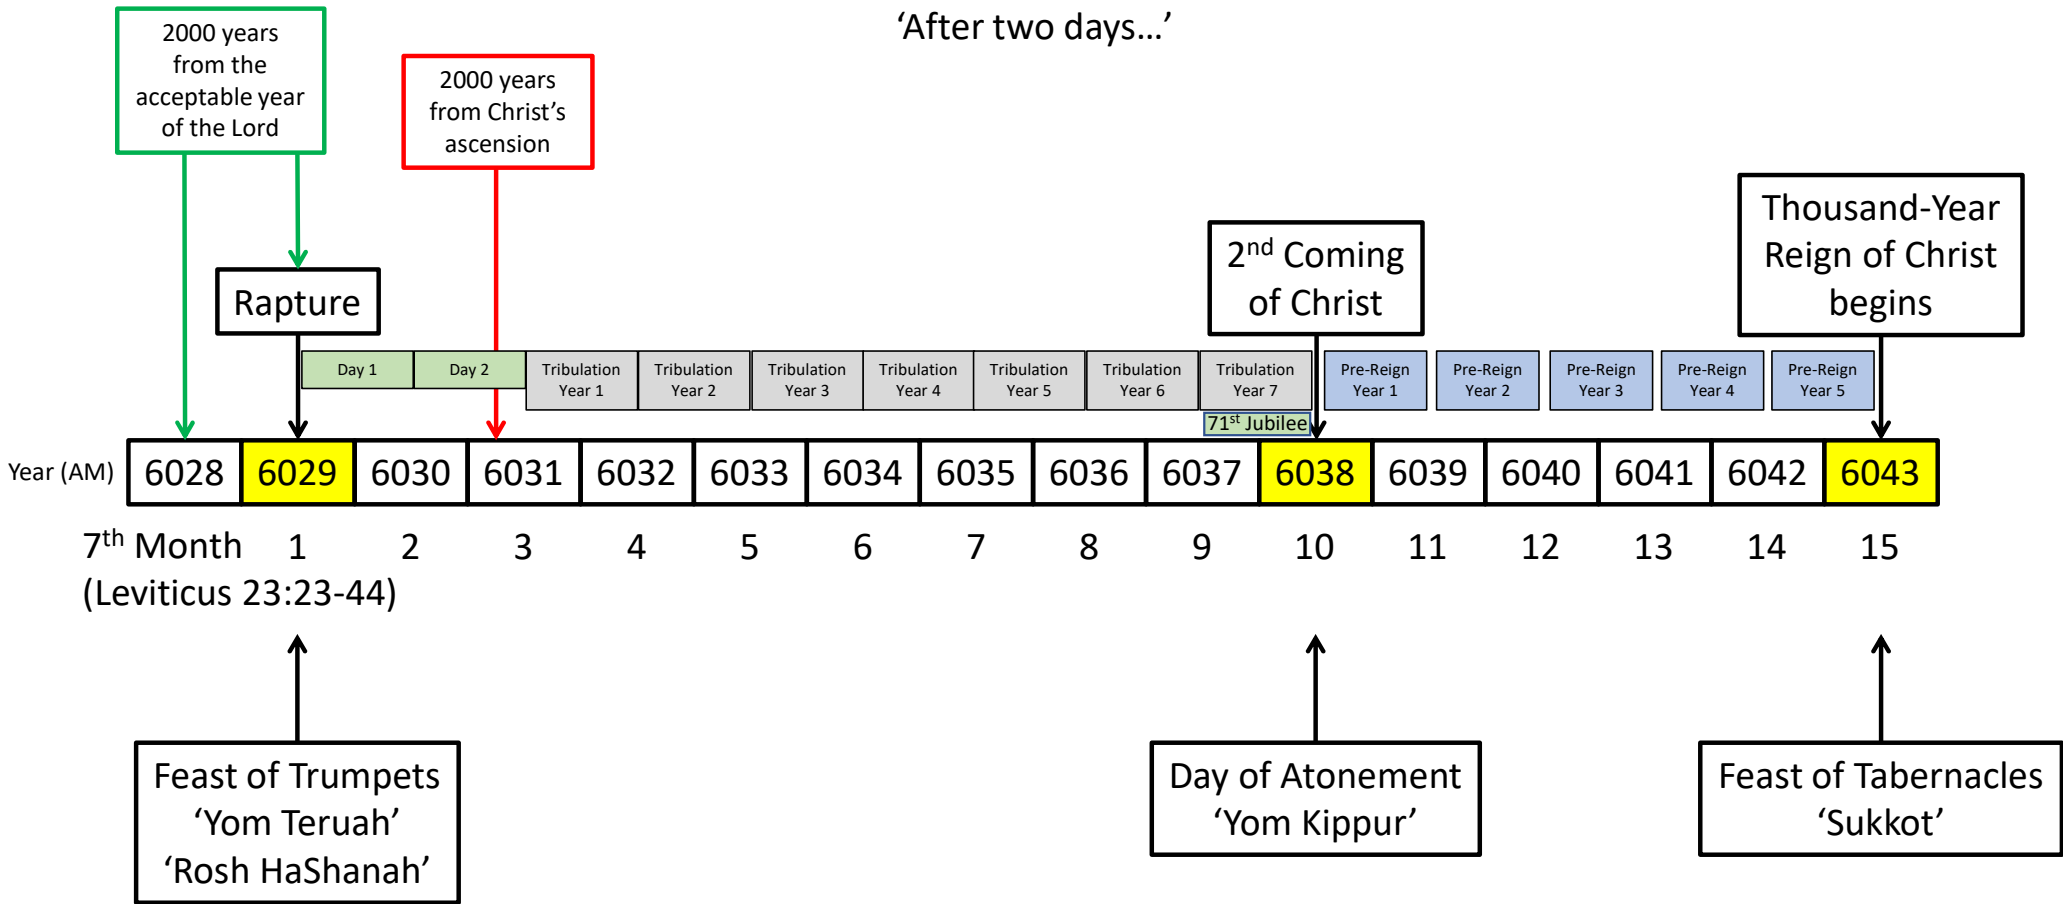 ‘After two days…’
2000 years
from the
acceptable year
of the Lord
2000 years
from Christ’s
ascension
Rapture
2nd Coming
of Christ
Thousand-Year
Reign of Christ
begins
Day 1
Day 2
Tribulation
Year 1
Tribulation
Year 2
Tribulation
Year 3
Tribulation
Year 4
Tribulation
Year 5
Tribulation
Year 6
Tribulation
Year 7
Pre-Reign
Year 1
Pre-Reign
Year 2
Pre-Reign
Year 3
Pre-Reign
Year 4
Pre-Reign
Year 5
71st Jubilee
Year (AM) 6028 6029 6030 6031 6032 6033 6034 6035 6036 6037 6038 6039 6040 6041 6042 6043
7th Month 1 2 3 4 5 6 7 8 9 10 11 12 13 14 15
(Leviticus 23:23-44)
Feast of Trumpets
‘Yom Teruah’
‘Rosh HaShanah’
Day of Atonement
‘Yom Kippur’
Feast of Tabernacles
‘Sukkot’